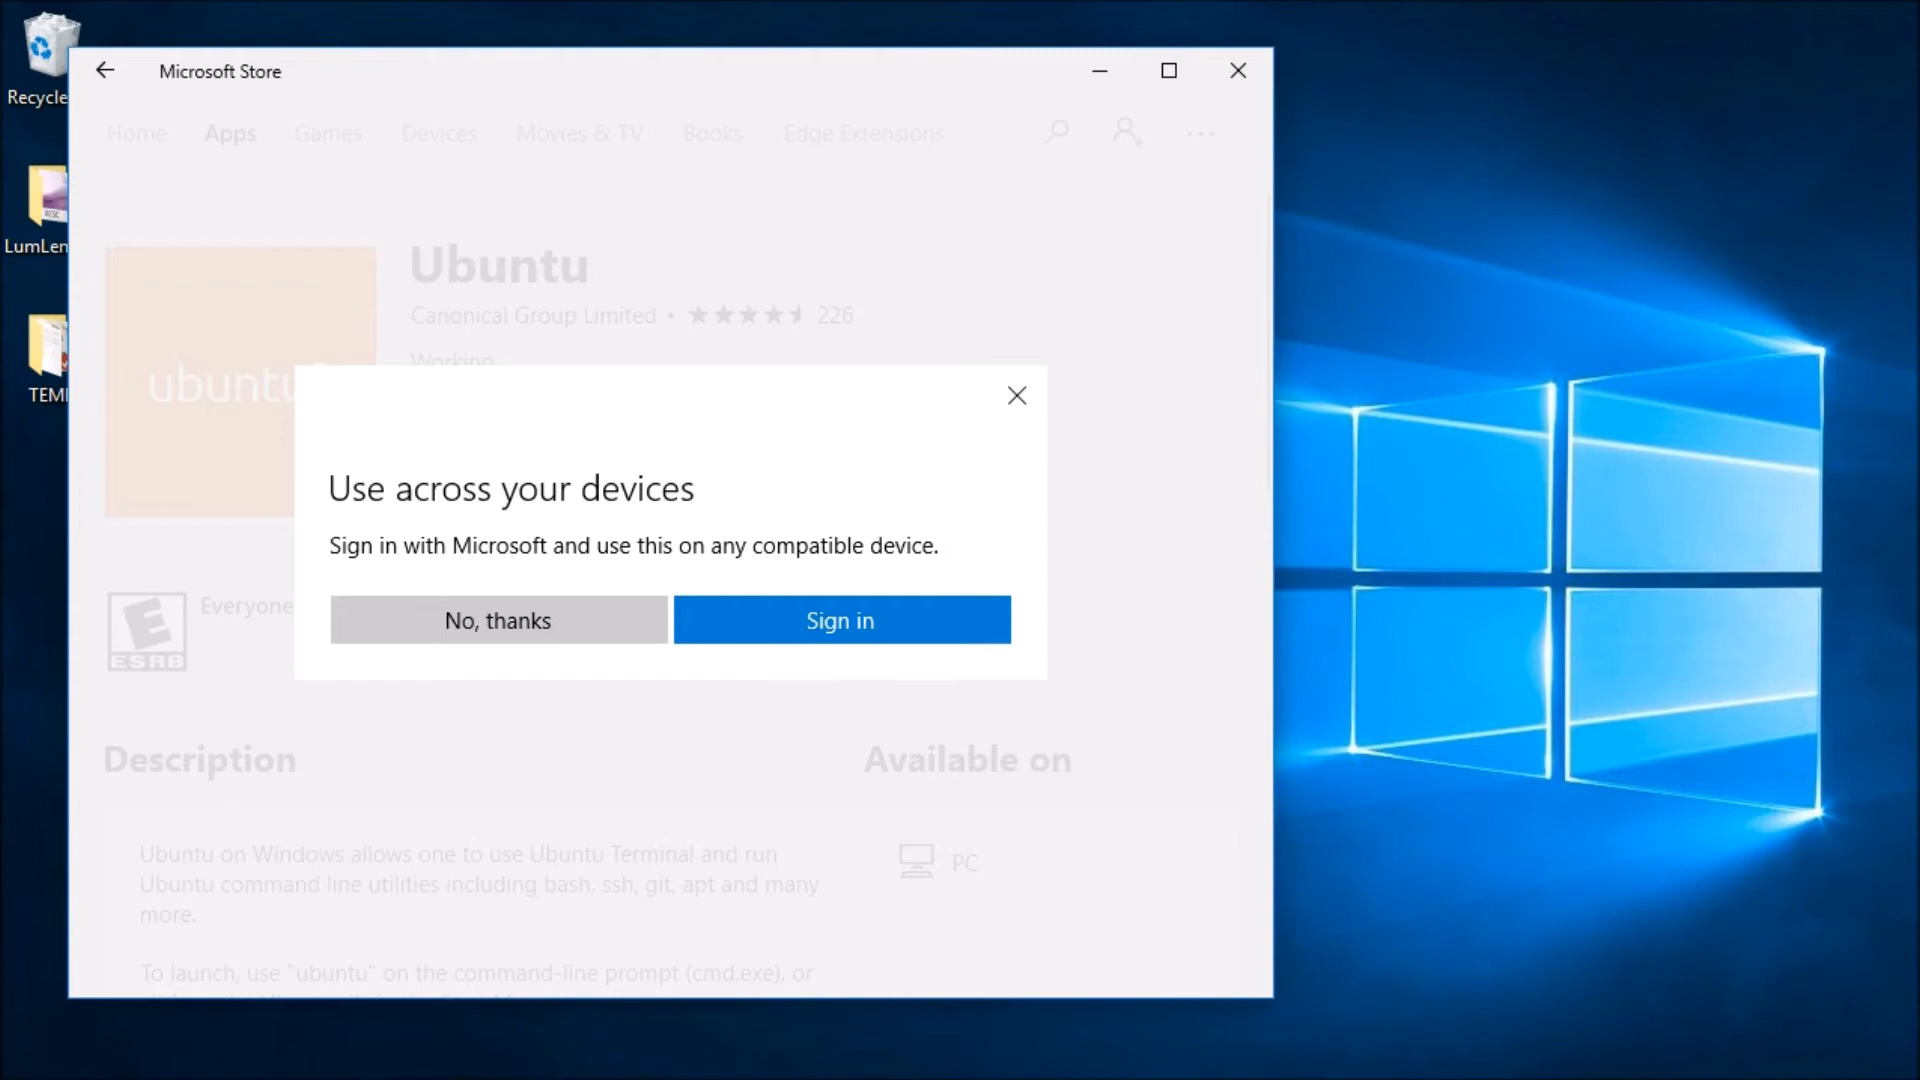 Recycle
LumLen
TEM
Microsoft Store
Home Apps Games Devices Movies & TV Books Edge Extensions
ubuntu
Ubuntu
Canonical Group Limited • 226
Working
Use across your devices
Sign in with Microsoft and use this on any compatible device.
No, thanks Sign in
E
ESRB
Everyone
Description
Available on
Ubuntu on Windows allows one to use Ubuntu Terminal and run
Ubuntu command line utilities including bash, ssh, git, apt and many
more.
PC
To launch, use "ubuntu" on the command-line prompt (cmd.exe), or